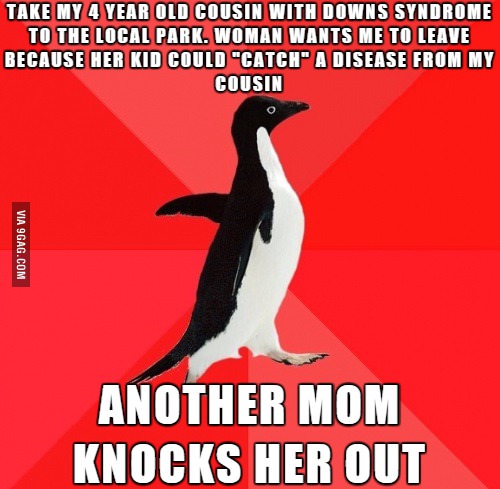 TAKE MY 4 YEAR OLD COUSIN WITH DOWNS SYNDROME
TO THE LOCAL PARK. WOMAN WANTS ME TO LEAVE
BECAUSE HER KID COULD "CATCH" A DISEASE FROM MY
COUSIN
VIA 9GAG.COM
ANOTHER MOM
KNOCKS HER OUT